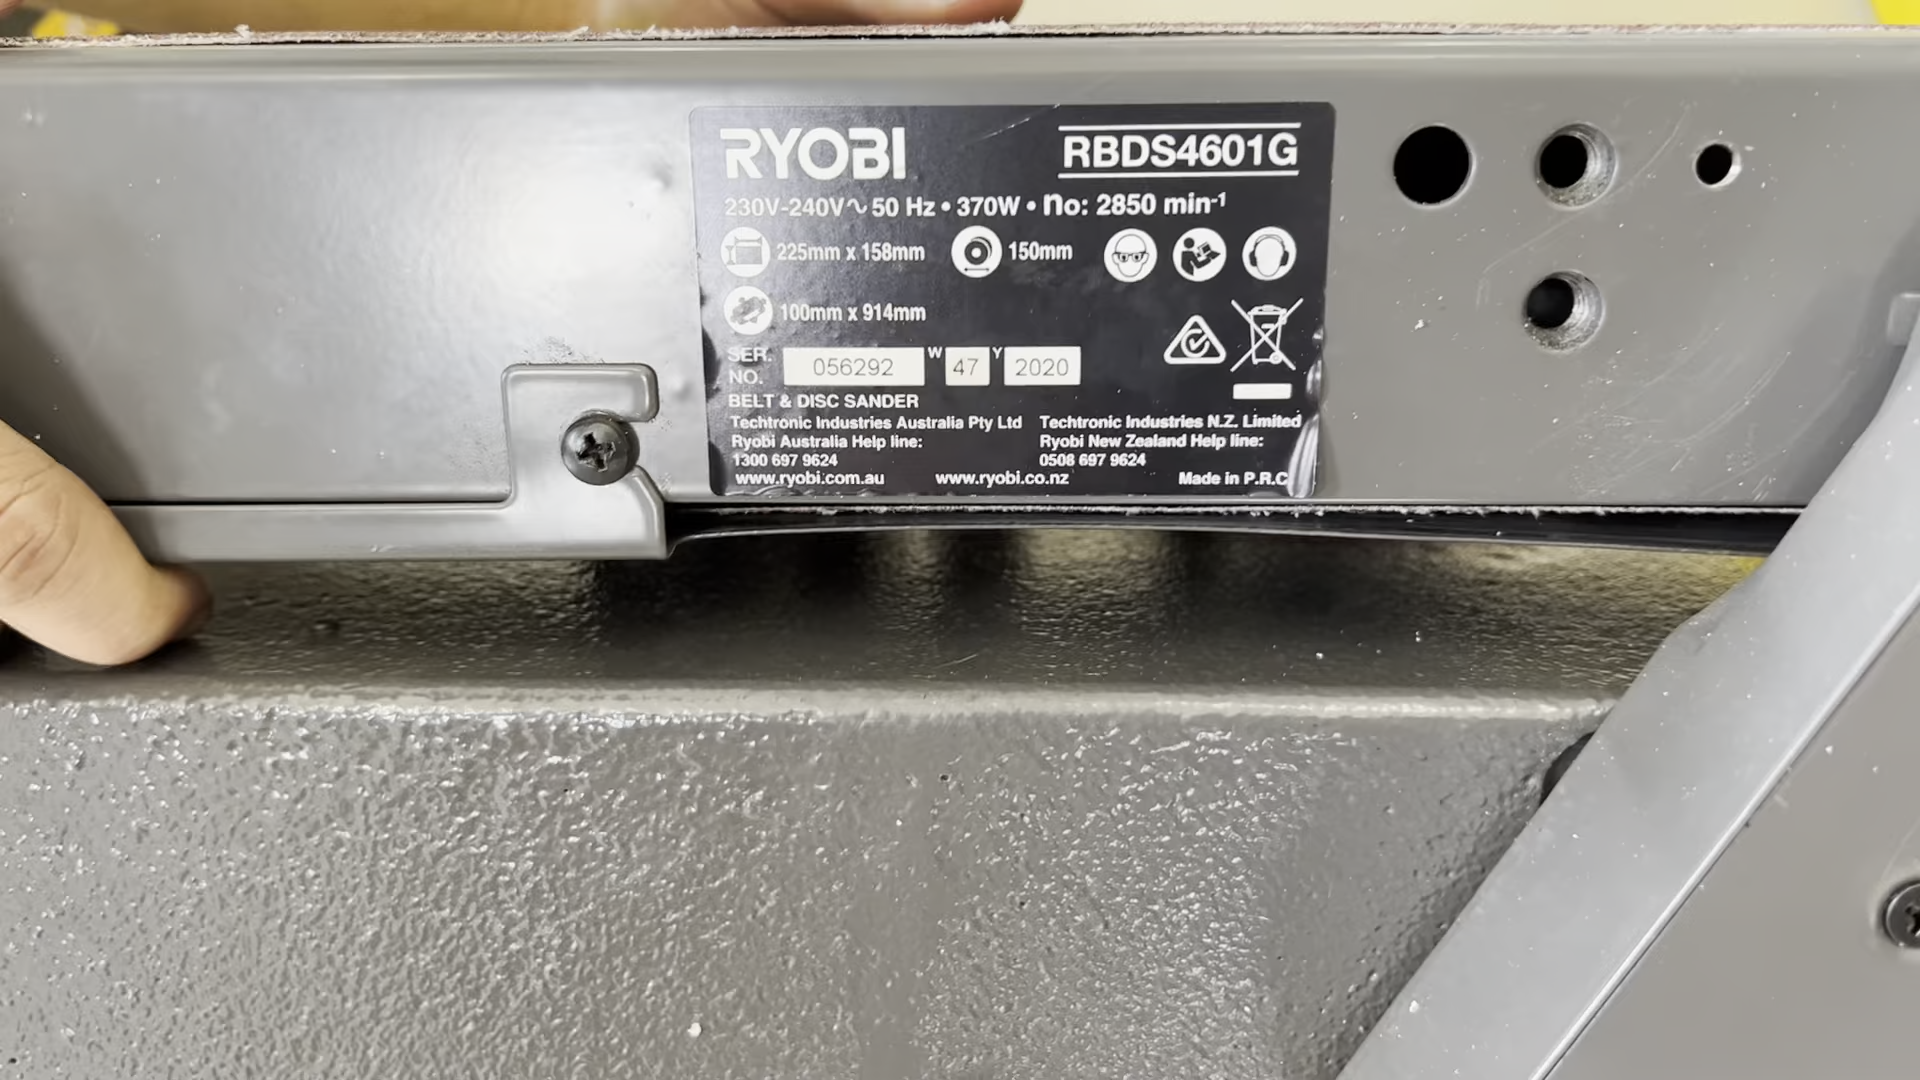 RYOBI RBDS4601G
230V-240V~50 Hz • 370W • no: 2850 min-1
225mm x 158mm 150mm
100mm x 914mm
SER. NO. 056292 W 47 Y 2020
BELT & DISC SANDER
Techtronic Industries Australia Pty Ltd Techtronic Industries N.Z. Limited
Ryobi Australia Help line: Ryobi New Zealand Help line:
1300 697 9624 0508 697 9624
www.ryobi.com.au www.ryobi.co.nz Made in P.R.C